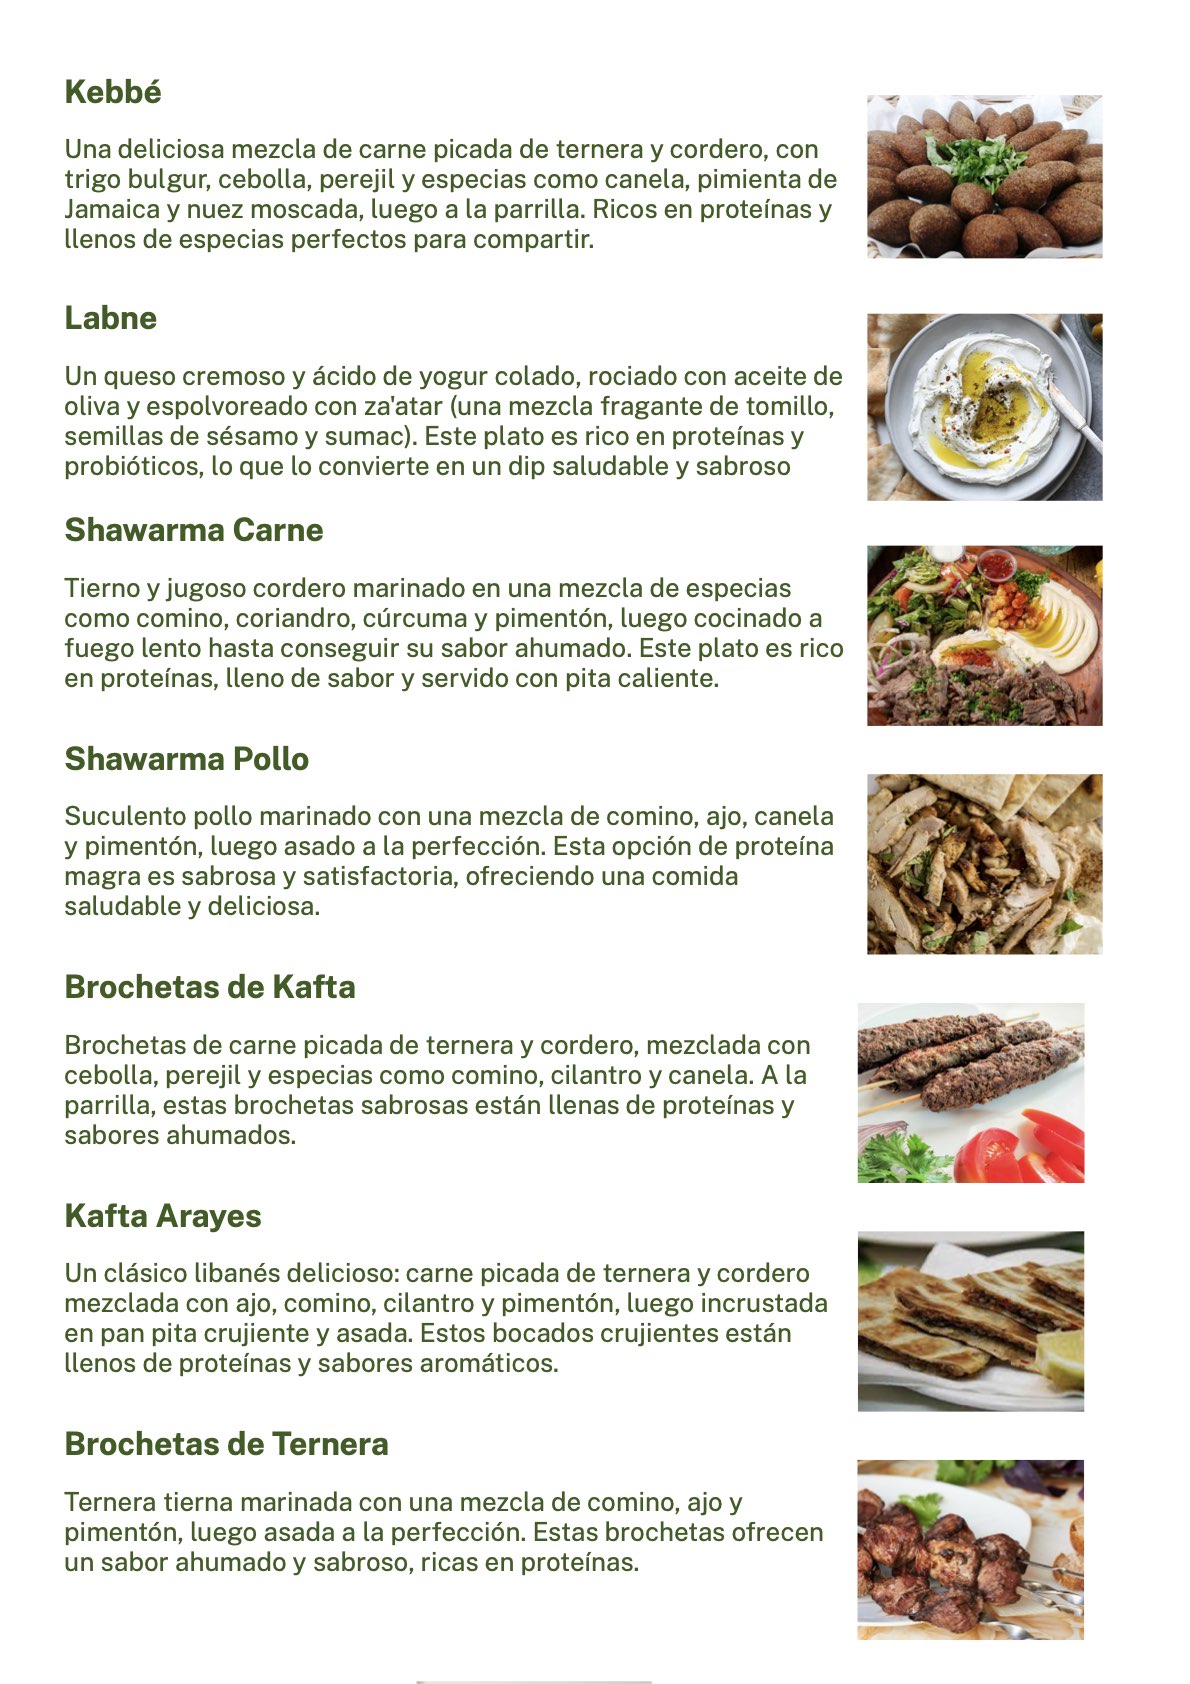 Kebbé
Una deliciosa mezcla de carne picada de ternera y cordero, con
trigo bulgur, cebolla, perejil y especias como canela, pimienta de
Jamaica y nuez moscada, luego a la parrilla. Ricos en proteínas y
llenos de especias perfectos para compartir.
Labne
Un queso cremoso y ácido de yogur colado, rociado con aceite de
oliva y espolvoreado con za'atar (una mezcla fragante de tomillo,
semillas de sésamo y sumac). Este plato es rico en proteínas y
probióticos, lo que lo convierte en un dip saludable y sabroso
Shawarma Carne
Tierno y jugoso cordero marinado en una mezcla de especias
como comino, coriandro, cúrcuma y pimentón, luego cocinado a
fuego lento hasta conseguir su sabor ahumado. Este plato es rico
en proteínas, lleno de sabor y servido con pita caliente.
Shawarma Pollo
Suculento pollo marinado con una mezcla de comino, ajo, canela
y pimentón, luego asado a la perfección. Esta opción de proteína
magra es sabrosa y satisfactoria, ofreciendo una comida
saludable y deliciosa.
Brochetas de Kafta
Brochetas de carne picada de ternera y cordero, mezclada con
cebolla, perejil y especias como comino, cilantro y canela. A la
parrilla, estas brochetas sabrosas están llenas de proteínas y
sabores ahumados.
Kafta Arayes
Un clásico libanés delicioso: carne picada de ternera y cordero
mezclada con ajo, comino, cilantro y pimentón, luego incrustada
en pan pita crujiente y asada. Estos bocados crujientes están
llenos de proteínas y sabores aromáticos.
Brochetas de Ternera
Ternera tierna marinada con una mezcla de comino, ajo y
pimentón, luego asada a la perfección. Estas brochetas ofrecen
un sabor ahumado y sabroso, ricas en proteínas.